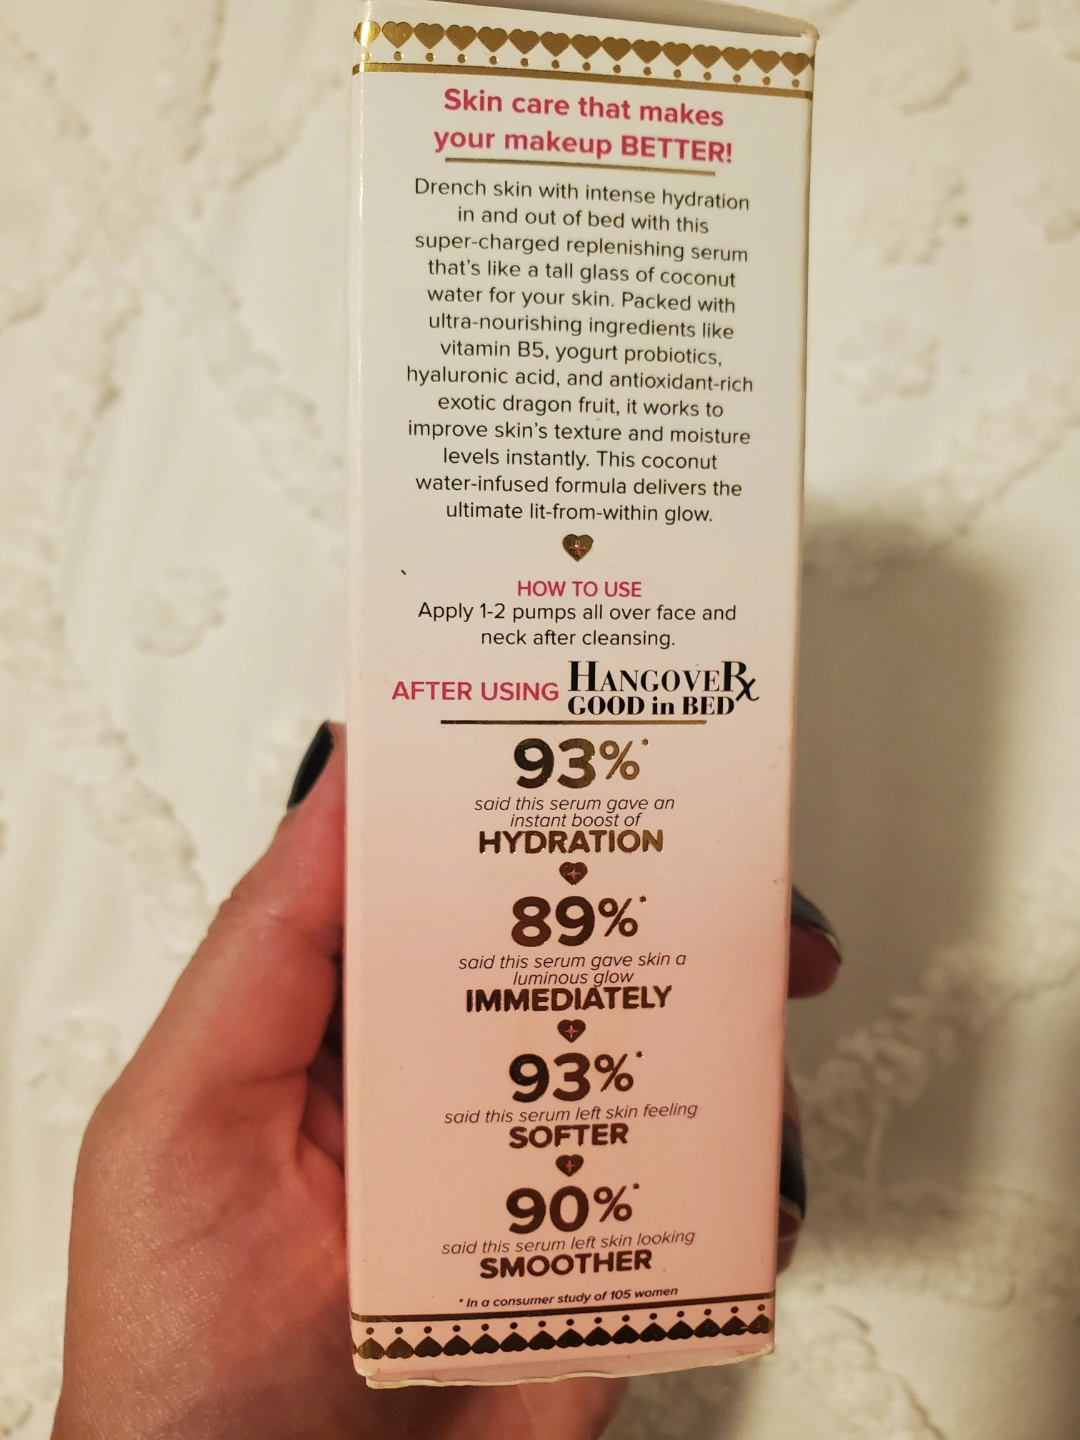 Skin care that makes
your makeup BETTER!
Drench skin with intense hydration
in and out of bed with this
super-charged replenishing serum
that's like a tall glass of coconut
water for your skin. Packed with
ultra-nourishing ingredients like
vitamin B5, yogurt probiotics,
hyaluronic acid, and antioxidant-rich
exotic dragon fruit, it works to
improve skin's texture and moisture
levels instantly. This coconut
water-infused formula delivers the
ultimate lit-from-within glow.
HOW TO USE
Apply 1-2 pumps all over face and
neck after cleansing.
AFTER USING HANGOVERx
GOOD in BED
93%*
said this serum gave an
instant boost of
HYDRATION
89%*
said this serum gave skin a
luminous glow
IMMEDIATELY
93%*
said this serum left skin feeling
SOFTER
90%*
said this serum left skin looking
SMOOTHER
*In a consumer study of 105 women